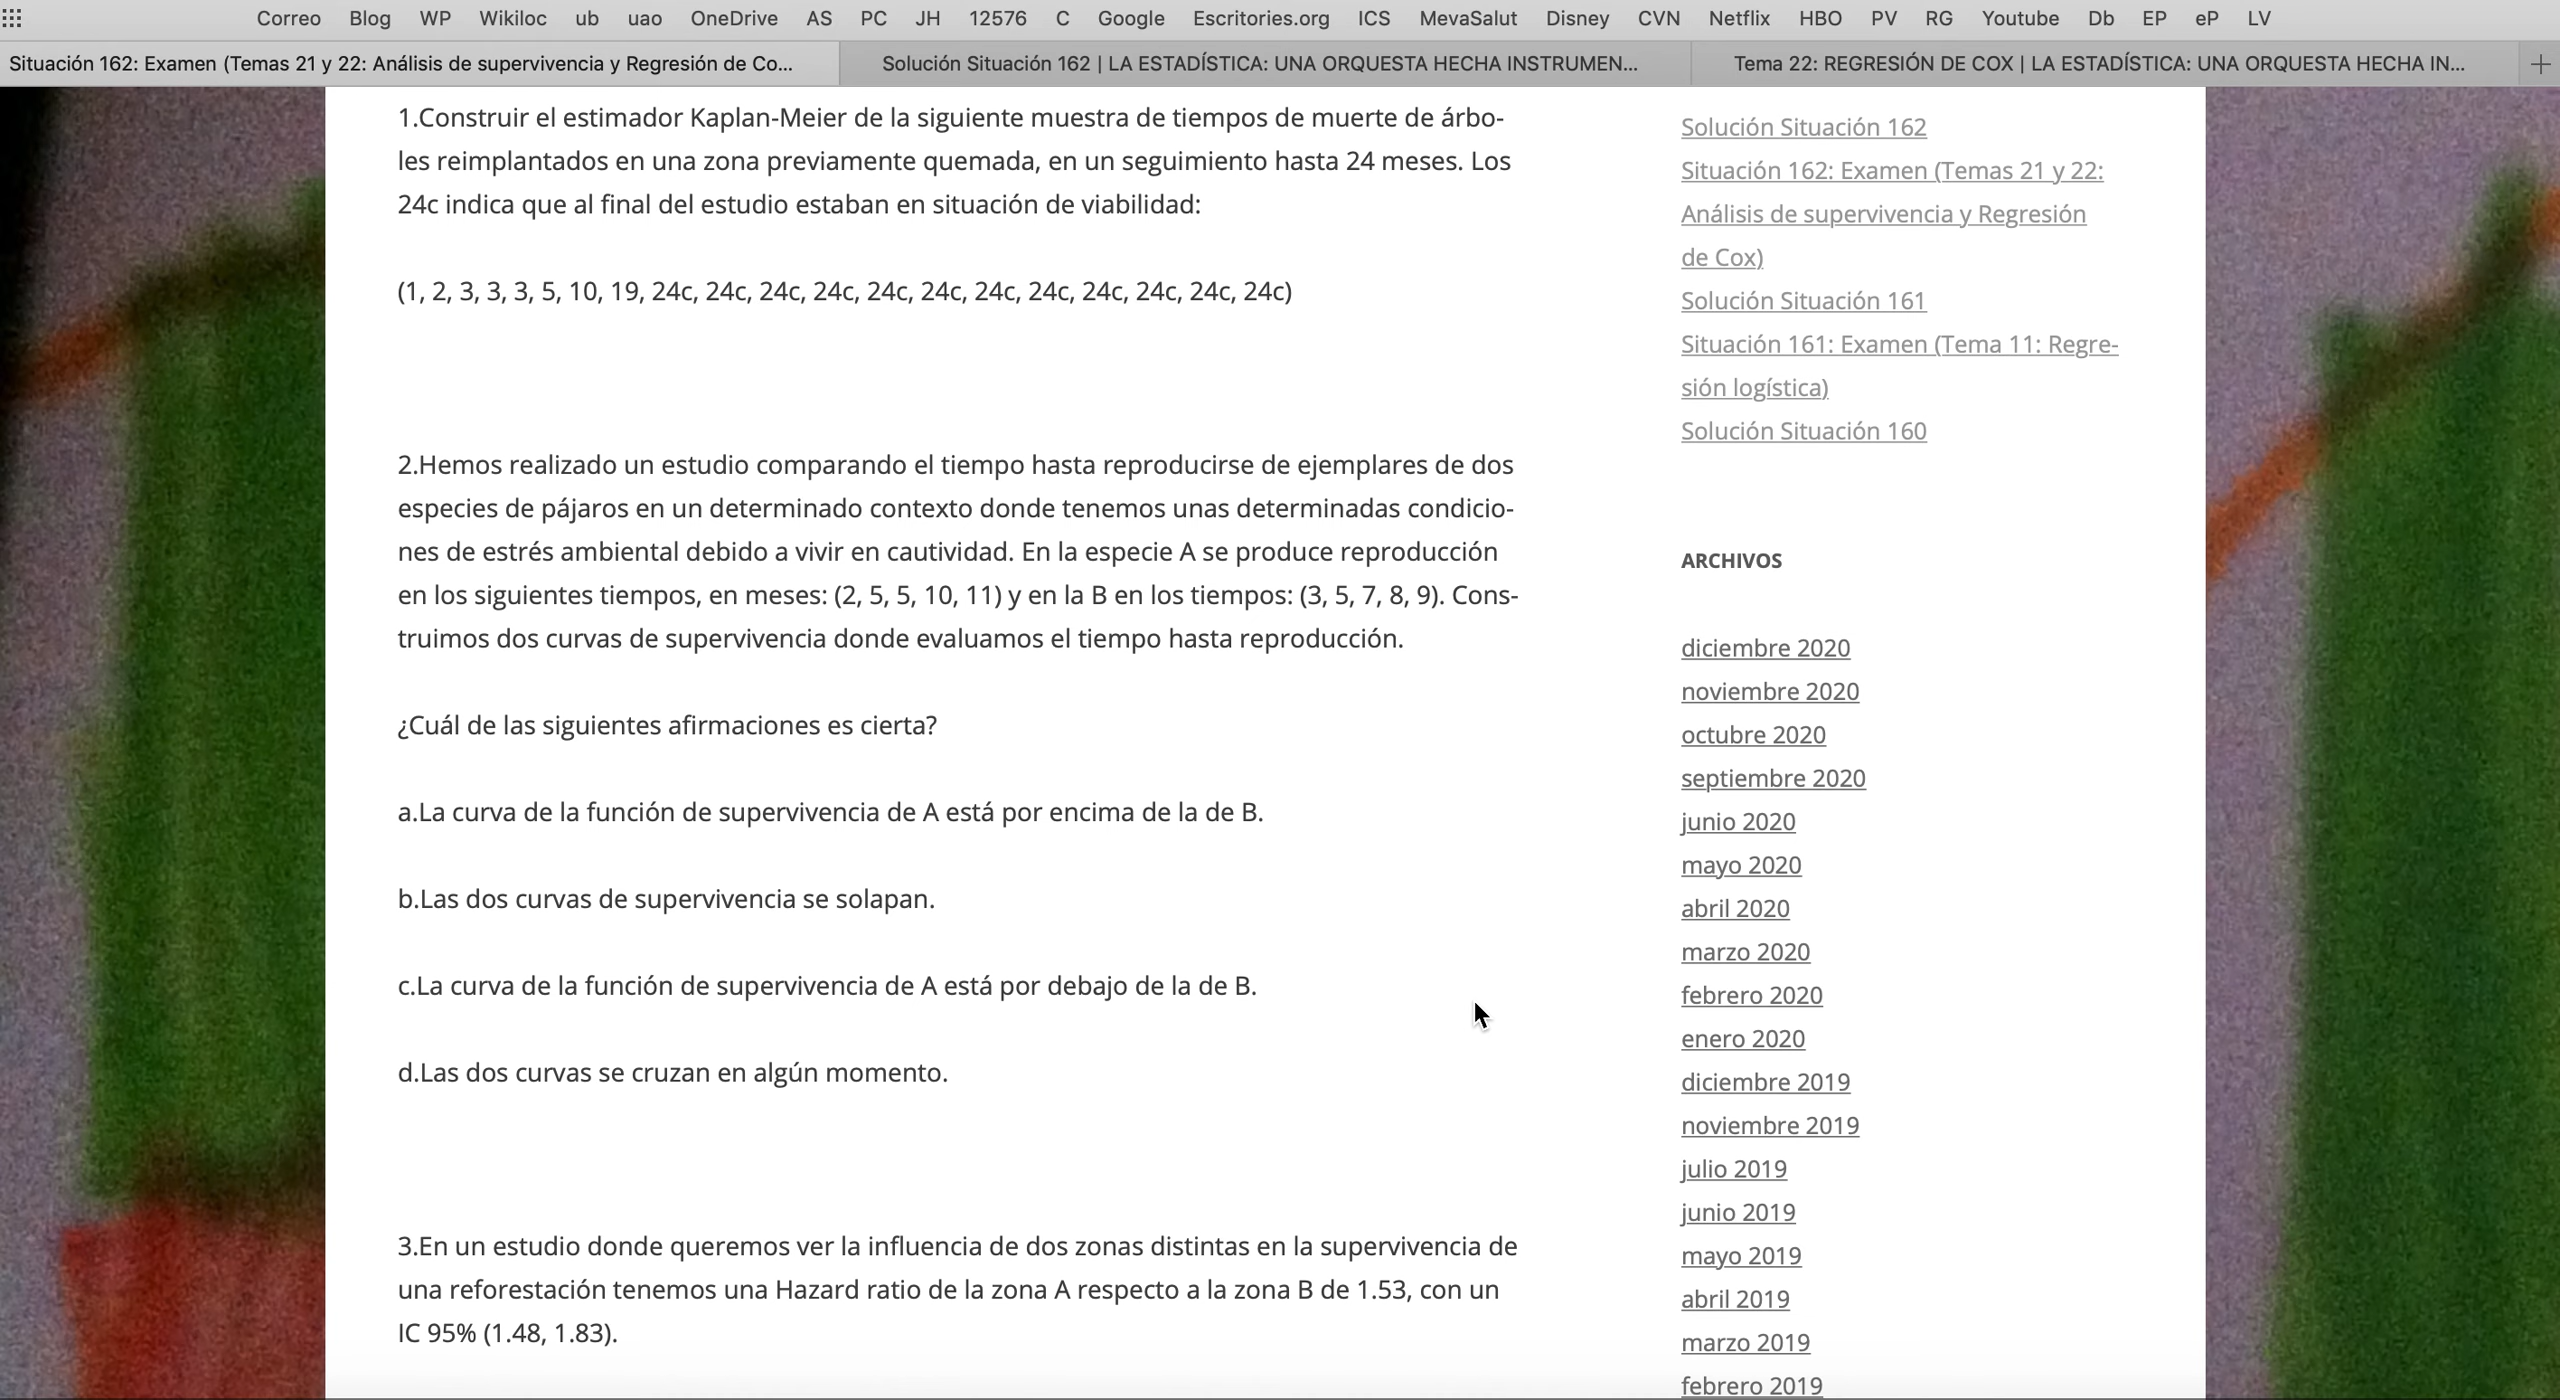 Correo Blog WP Wikiloc ub uao OneDrive AS PC JH 12576 C Google Escritories.org ICS MevaSalut Disney CVN Netflix HBO PV RG Youtube Db EP eP LV
Situación 162: Examen (Temas 21 y 22: Análisis de supervivencia y Regresión de Co...
Solución Situación 162 | LA ESTADÍSTICA: UNA ORQUESTA HECHA INSTRUMEN...
Tema 22: REGRESIÓN DE COX | LA ESTADÍSTICA: UNA ORQUESTA HECHA IN...
1.Construir el estimador Kaplan-Meier de la siguiente muestra de tiempos de muerte de árbo-
les reimplantados en una zona previamente quemada, en un seguimiento hasta 24 meses. Los
24c indica que al final del estudio estaban en situación de viabilidad:
(1, 2, 3, 3, 3, 5, 10, 19, 24c, 24c, 24c, 24c, 24c, 24c, 24c, 24c, 24c, 24c, 24c, 24c)
2.Hemos realizado un estudio comparando el tiempo hasta reproducirse de ejemplares de dos
especies de pájaros en un determinado contexto donde tenemos unas determinadas condicio-
nes de estrés ambiental debido a vivir en cautividad. En la especie A se produce reproducción
en los siguientes tiempos, en meses: (2, 5, 5, 10, 11) y en la B en los tiempos: (3, 5, 7, 8, 9). Cons-
truimos dos curvas de supervivencia donde evaluamos el tiempo hasta reproducción.
¿Cuál de las siguientes afirmaciones es cierta?
a.La curva de la función de supervivencia de A está por encima de la de B.
b.Las dos curvas de supervivencia se solapan.
c.La curva de la función de supervivencia de A está por debajo de la de B.
d.Las dos curvas se cruzan en algún momento.
3.En un estudio donde queremos ver la influencia de dos zonas distintas en la supervivencia de
una reforestación tenemos una Hazard ratio de la zona A respecto a la zona B de 1.53, con un
IC 95% (1.48, 1.83).
Solución Situación 162
Situación 162: Examen (Temas 21 y 22:
Análisis de supervivencia y Regresión
de Cox)
Solución Situación 161
Situación 161: Examen (Tema 11: Regre-
sión logística)
Solución Situación 160
ARCHIVOS
diciembre 2020
noviembre 2020
octubre 2020
septiembre 2020
junio 2020
mayo 2020
abril 2020
marzo 2020
febrero 2020
enero 2020
diciembre 2019
noviembre 2019
julio 2019
junio 2019
mayo 2019
abril 2019
marzo 2019
febrero 2019